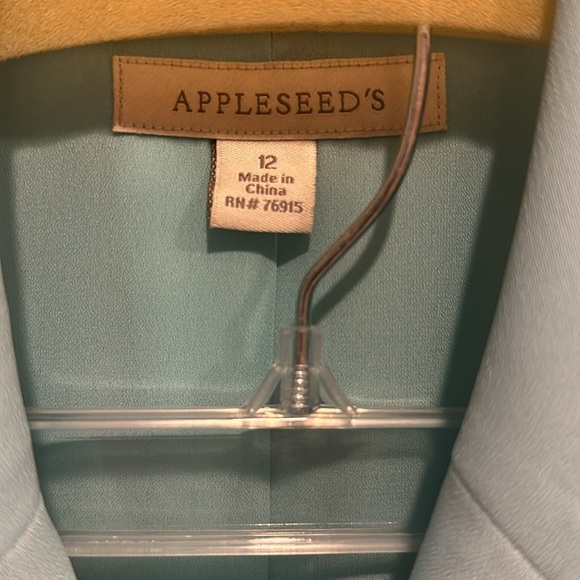 APPLESEED'S
12
Made in
China
RN# 76915